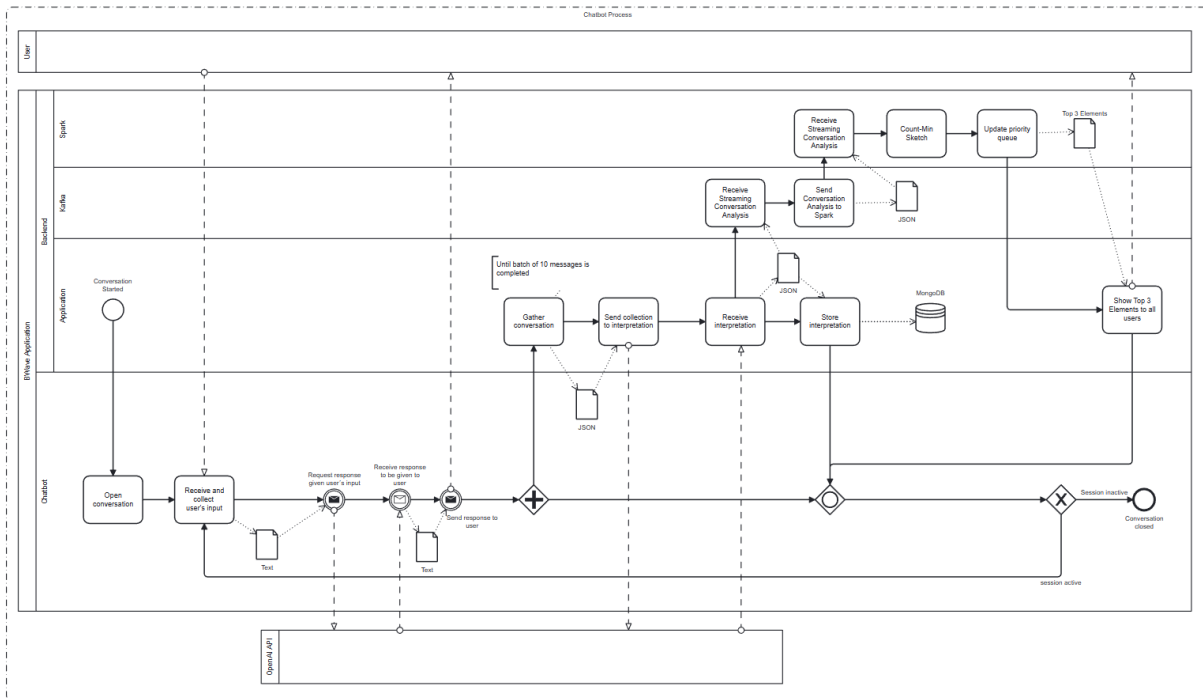 Chatbot Process
User
BWave Application
Backend
Spark
Receive
Streaming
Conversation
Analysis
Count-Min
Sketch
Update priority
queue
Top 3 Elements
Kafka
Receive
Streaming
Conversation
Analysis
Send
Conversation
Analysis to
Spark
JSON
Application
Conversation
Started
Until batch of 10 messages is
completed
Gather
conversation
Send collection
to interpretation
Receive
interpretation
JSON
Store
interpretation
MongoDB
Show Top 3
Elements to all
users
JSON
Chatbot
Open
conversation
Receive and
collect
user's input
Text
Request response
given user´s input
Receive response
to be given to
user
Text
Send response to
user
Session inactive
Conversation
closed
session active
OpenAI API